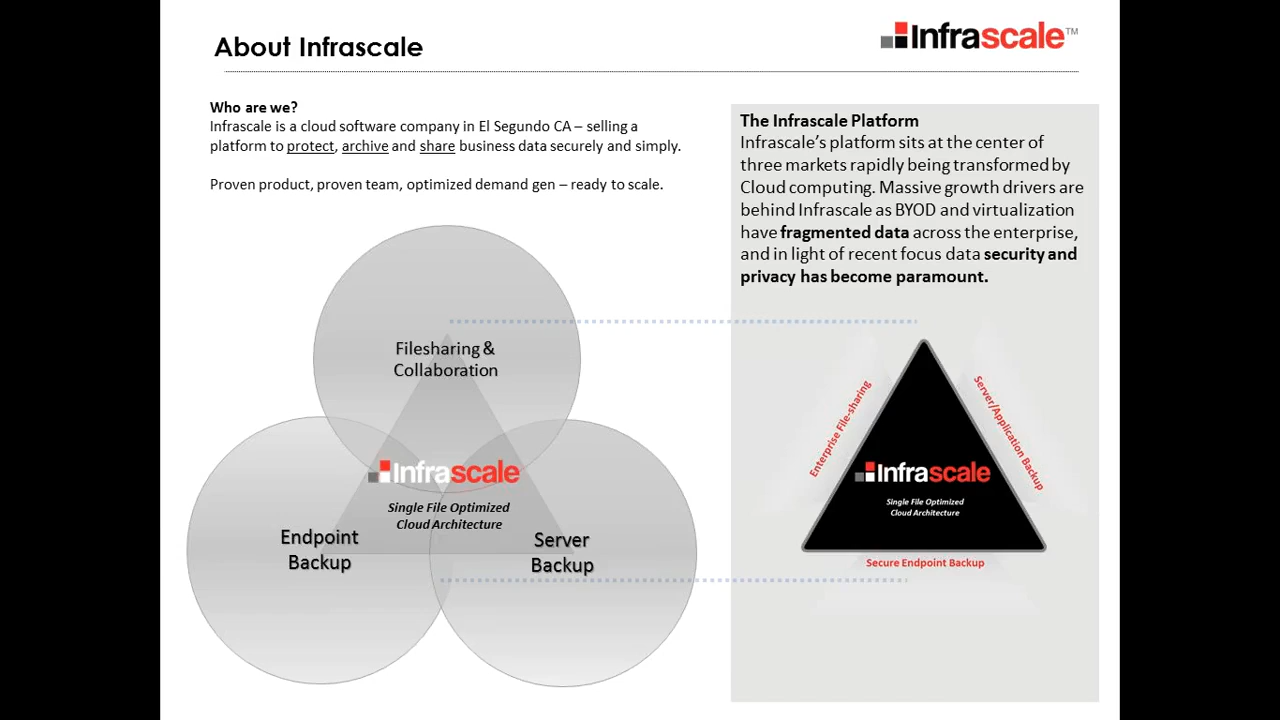 About Infrascale
Infrascale™
Who are we?
Infrascale is a cloud software company in El Segundo CA – selling a
platform to protect, archive and share business data securely and simply.
Proven product, proven team, optimized demand gen – ready to scale.
Filesharing &
Collaboration
Infrascale
Single File Optimized
Cloud Architecture
Endpoint
Backup
Server
Backup
The Infrascale Platform
Infrascale’s platform sits at the center of
three markets rapidly being transformed by
Cloud computing. Massive growth drivers are
behind Infrascale as BYOD and virtualization
have fragmented data across the enterprise,
and in light of recent focus data security and
privacy has become paramount.
Enterprise File-sharing
Server/Application Backup
Infrascale
Single File Optimized
Cloud Architecture
Secure Endpoint Backup